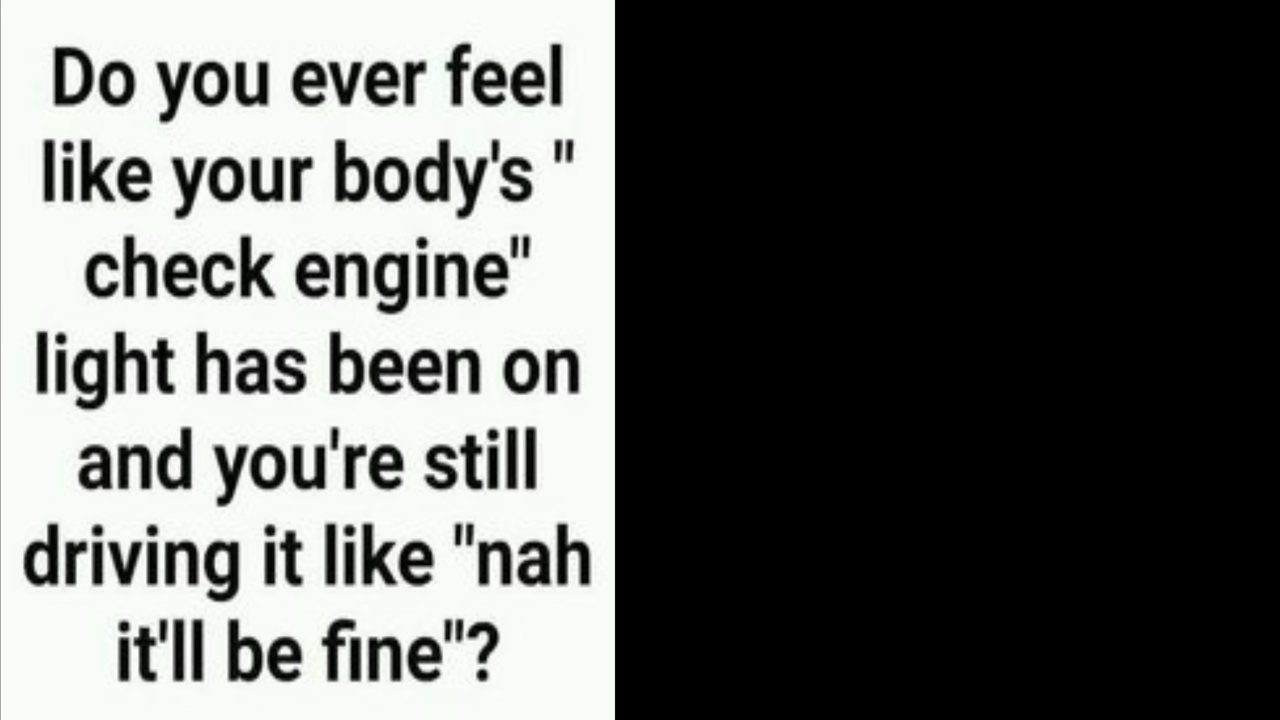 Do you ever feel
like your body's "
check engine"
light has been on
and you're still
driving it like "nah
it'll be fine"?